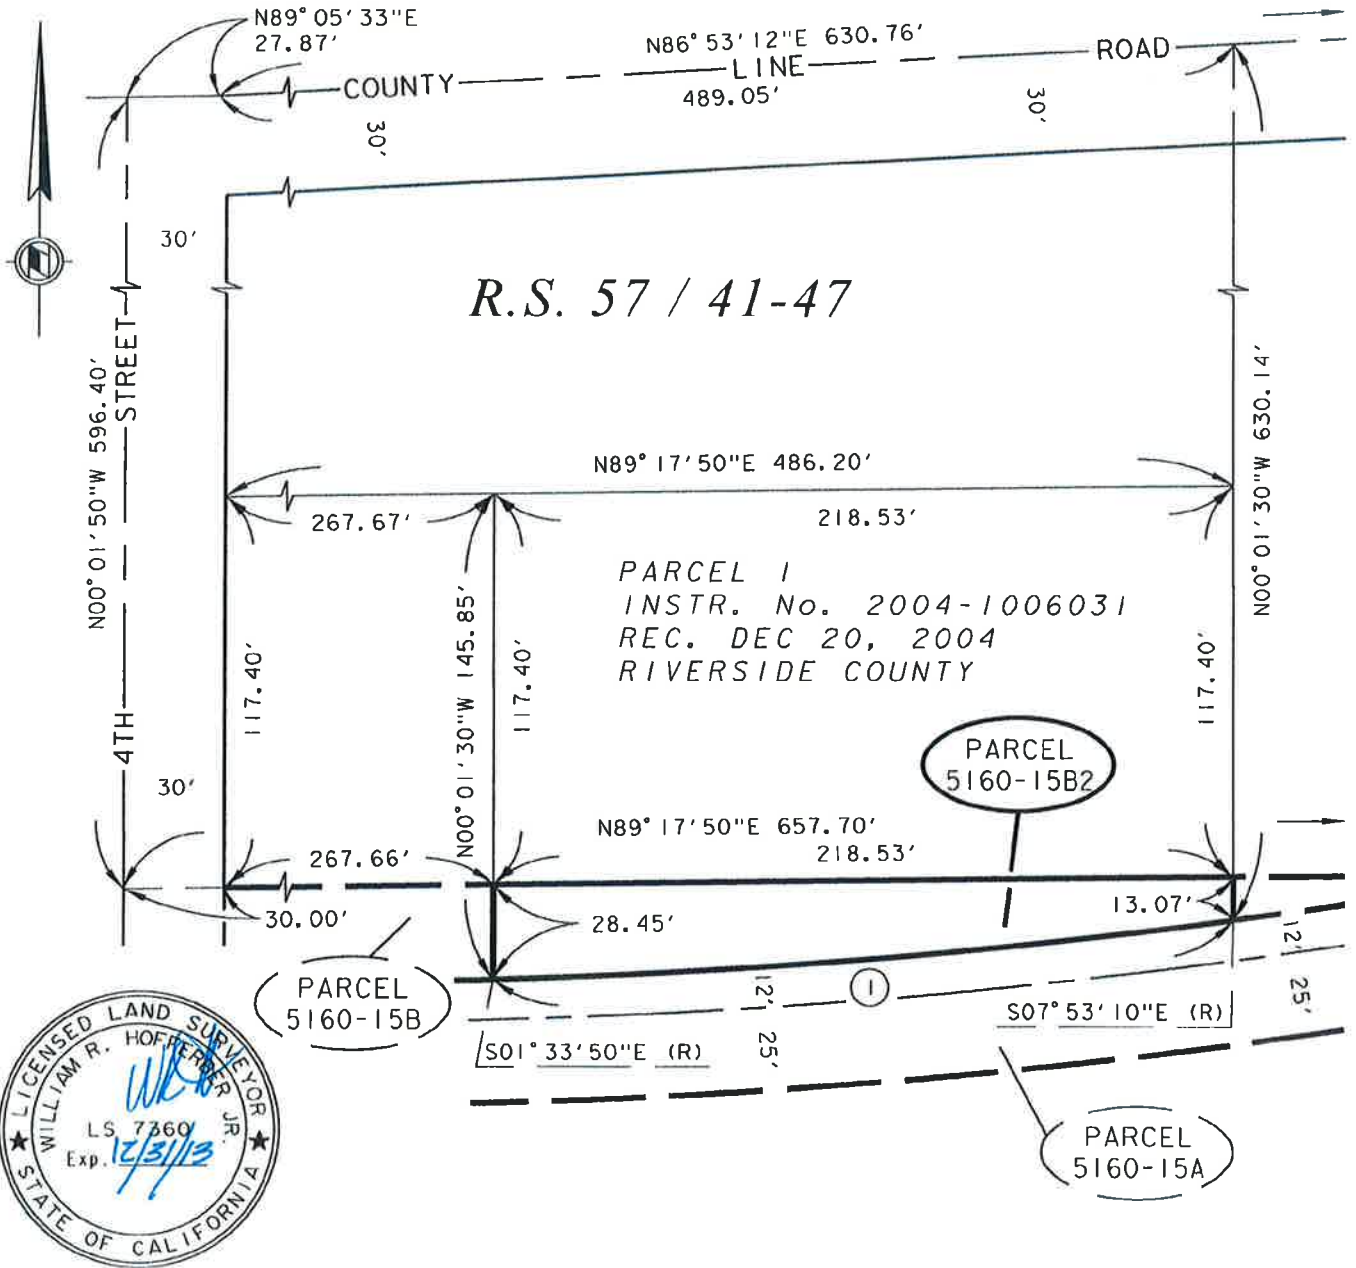 N89°05'33"E
27.87'
N86°53'12"E 630.76'
COUNTY LINE ROAD
489.05'
30'
30'
30'
R.S. 57 / 41-47
N00°01'50"W 596.40'
4TH STREET
N00°01'30"W 630.14'
N89°17'50"E 486.20'
267.67'
218.53'
PARCEL 1
INSTR. No. 2004-1006031
REC. DEC 20, 2004
RIVERSIDE COUNTY
117.40'
N00°01'30"W 145.85'
117.40'
117.40'
PARCEL
5160-15B2
30'
N89°17'50"E 657.70'
267.66'
218.53'
30.00'
28.45'
13.07'
12'
25'
PARCEL
5160-15B
12'
1
25'
S07°53'10"E (R)
S01°33'50"E (R)
PARCEL
5160-15A
LICENSED LAND SURVEYOR
WILLIAM R. HOFFERBER JR.
LS 7360
Exp. 12/31/13
STATE OF CALIFORNIA